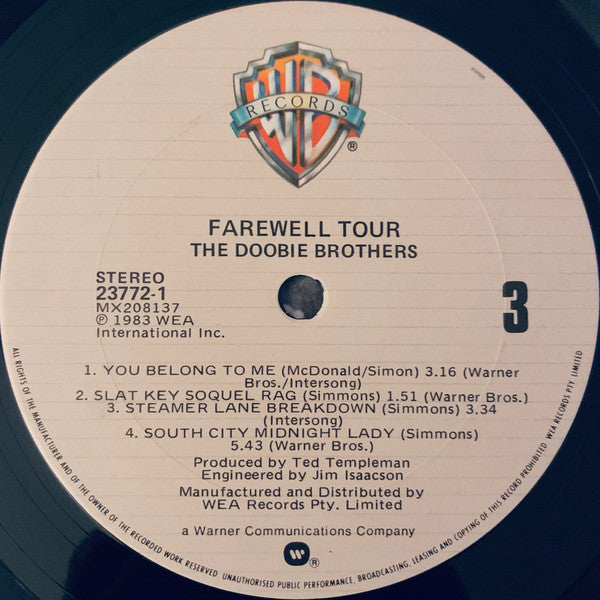 WB
RECORDS
®
FAREWELL TOUR
THE DOOBIE BROTHERS
STEREO
23772-1
MX208137
℗ 1983 WEA
International Inc.
3
1. YOU BELONG TO ME (McDonald/Simon) 3.16 (Warner
Bros./Intersong)
2. SLAT KEY SOQUEL RAG (Simmons) 1.51 (Warner Bros.)
3. STEAMER LANE BREAKDOWN (Simmons) 3.34
(Intersong)
4. SOUTH CITY MIDNIGHT LADY (Simmons)
5.43 (Warner Bros.)
Produced by Ted Templeman
Engineered by Jim Isaacson
Manufactured and Distributed by
WEA Records Pty. Limited
a Warner Communications Company
®
ALL RIGHTS OF THE MANUFACTURER AND OF THE OWNER OF THE RECORDED WORK RESERVED UNAUTHORISED PUBLIC PERFORMANCE, BROADCASTING, LEASING AND COPYING OF THIS RECORD PROHIBITED WEA RECORDS PTY LIMITED